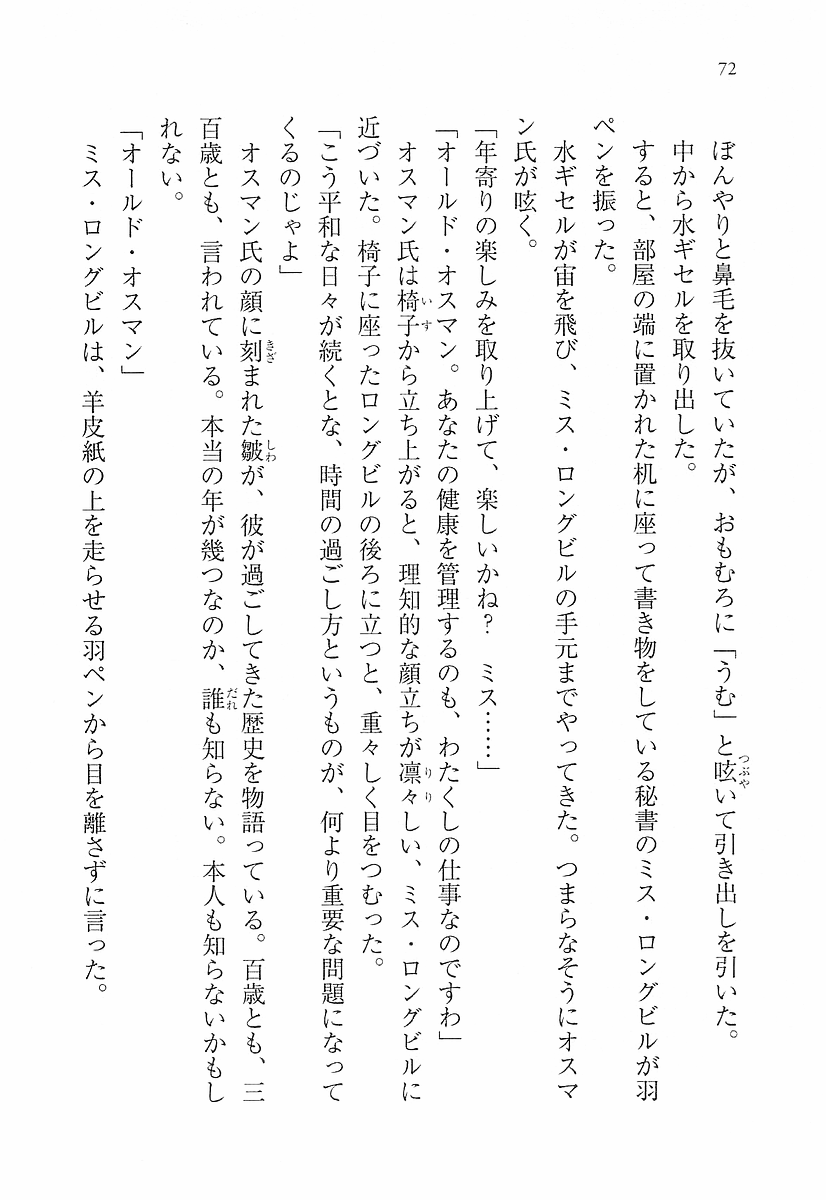 72
ぼんやりと鼻毛を抜いていたが、おもむろに「うむ」と呟いて引き出しを引いた。
中から水ギセルを取り出した。
すると、部屋の端に置かれた机に座って書き物をしている秘書のミス・ロングビルが羽
ペンを振った。
水ギセルが宙を飛び、ミス・ロングビルの手元までやってきた。つまらなそうにオスマ
ン氏が呟く。
「年寄りの楽しみを取り上げて、楽しいかね？　ミス……」
「オールド・オスマン。あなたの健康を管理するのも、わたくしの仕事なのですわ」
オスマン氏は椅子から立ち上がると、理知的な顔立ちが凛々しい、ミス・ロングビルに
近づいた。椅子に座ったロングビルの後ろに立つと、重々しく目をつむった。
「こう平和な日々が続くとな、時間の過ごし方というものが、何より重要な問題になって
くるのじゃよ」
オスマン氏の顔に刻まれた皺が、彼が過ごしてきた歴史を物語っている。百歳とも、三
百歳とも、言われている。本当の年が幾つなのか、誰も知らない。本人も知らないかもし
れない。
「オールド・オスマン」
ミス・ロングビルは、羊皮紙の上を走らせる羽ペンから目を離さずに言った。